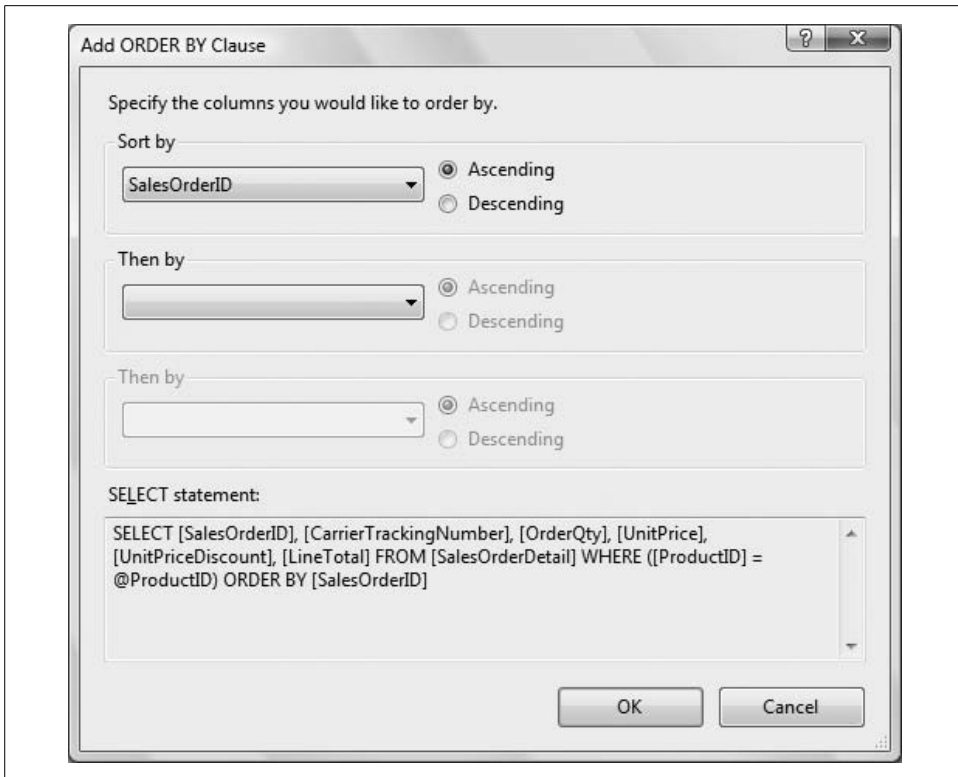 Add ORDER BY Clause
Specify the columns you would like to order by.
Sort by
SalesOrderID
Ascending
Descending
Then by
Ascending
Descending
Then by
Ascending
Descending
SELECT statement:
SELECT [SalesOrderID], [CarrierTrackingNumber], [OrderQty], [UnitPrice],
[UnitPriceDiscount], [LineTotal] FROM [SalesOrderDetail] WHERE ([ProductID] =
@ProductID) ORDER BY [SalesOrderID]
OK
Cancel